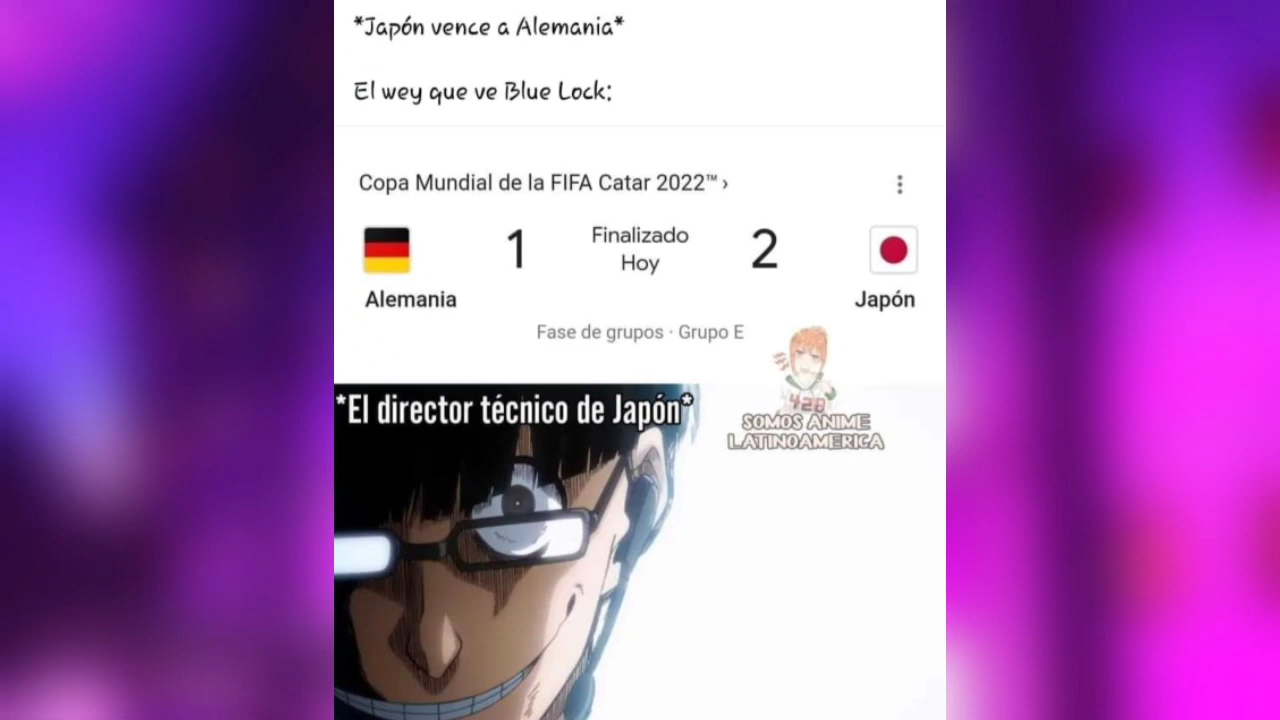 *Japón vence a Alemania*
El wey que ve Blue Lock:
Copa Mundial de la FIFA Catar 2022™ ›
1 Finalizado 2
Hoy
Alemania Japón
Fase de grupos · Grupo E
*El director técnico de Japón*
428
SOMOS ANIME
LATINOAMERICA